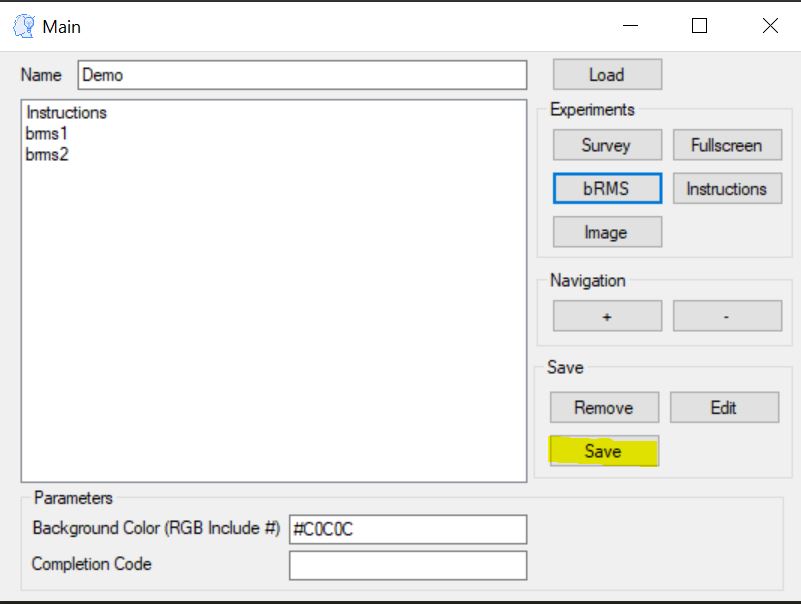 Main
Name Demo Load
Instructions
brms1
brms2
Experiments
Survey Fullscreen
bRMS Instructions
Image
Navigation
+ -
Save
Remove Edit
Save
Parameters
Background Color (RGB Include #) #C0C0C
Completion Code